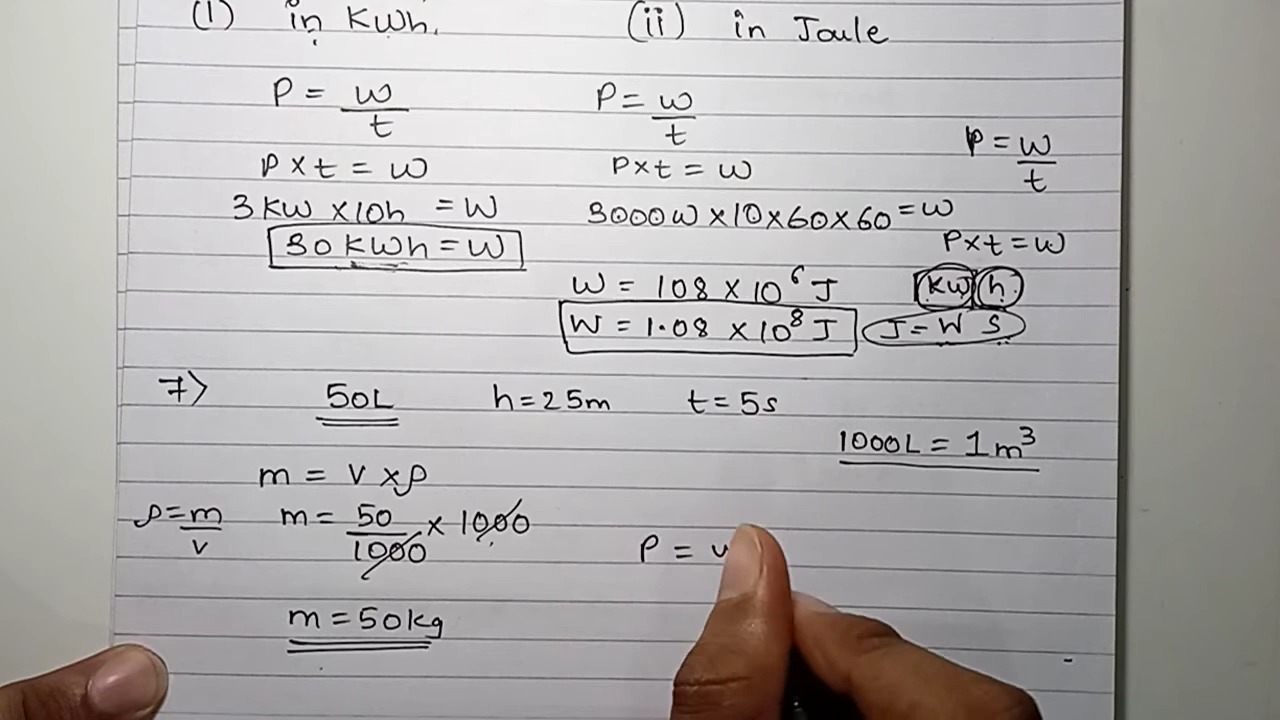 (i) in Kwh. (ii) in Joule
P = w/t P = w/t P = w/t
P x t = w P x t = w P x t = w
3 KW x 10h = W 3000W x 10 x 60 x 60 = w
30 KWh = W KW h
W = 108 x 10⁶ J
W = 1.08 x 10⁸ J J = W S
7) 50L h = 25m t = 5s
1000L = 1m³
m = V x ρ
ρ = m/v m = 50/1000 x 1000
P =
m = 50kg